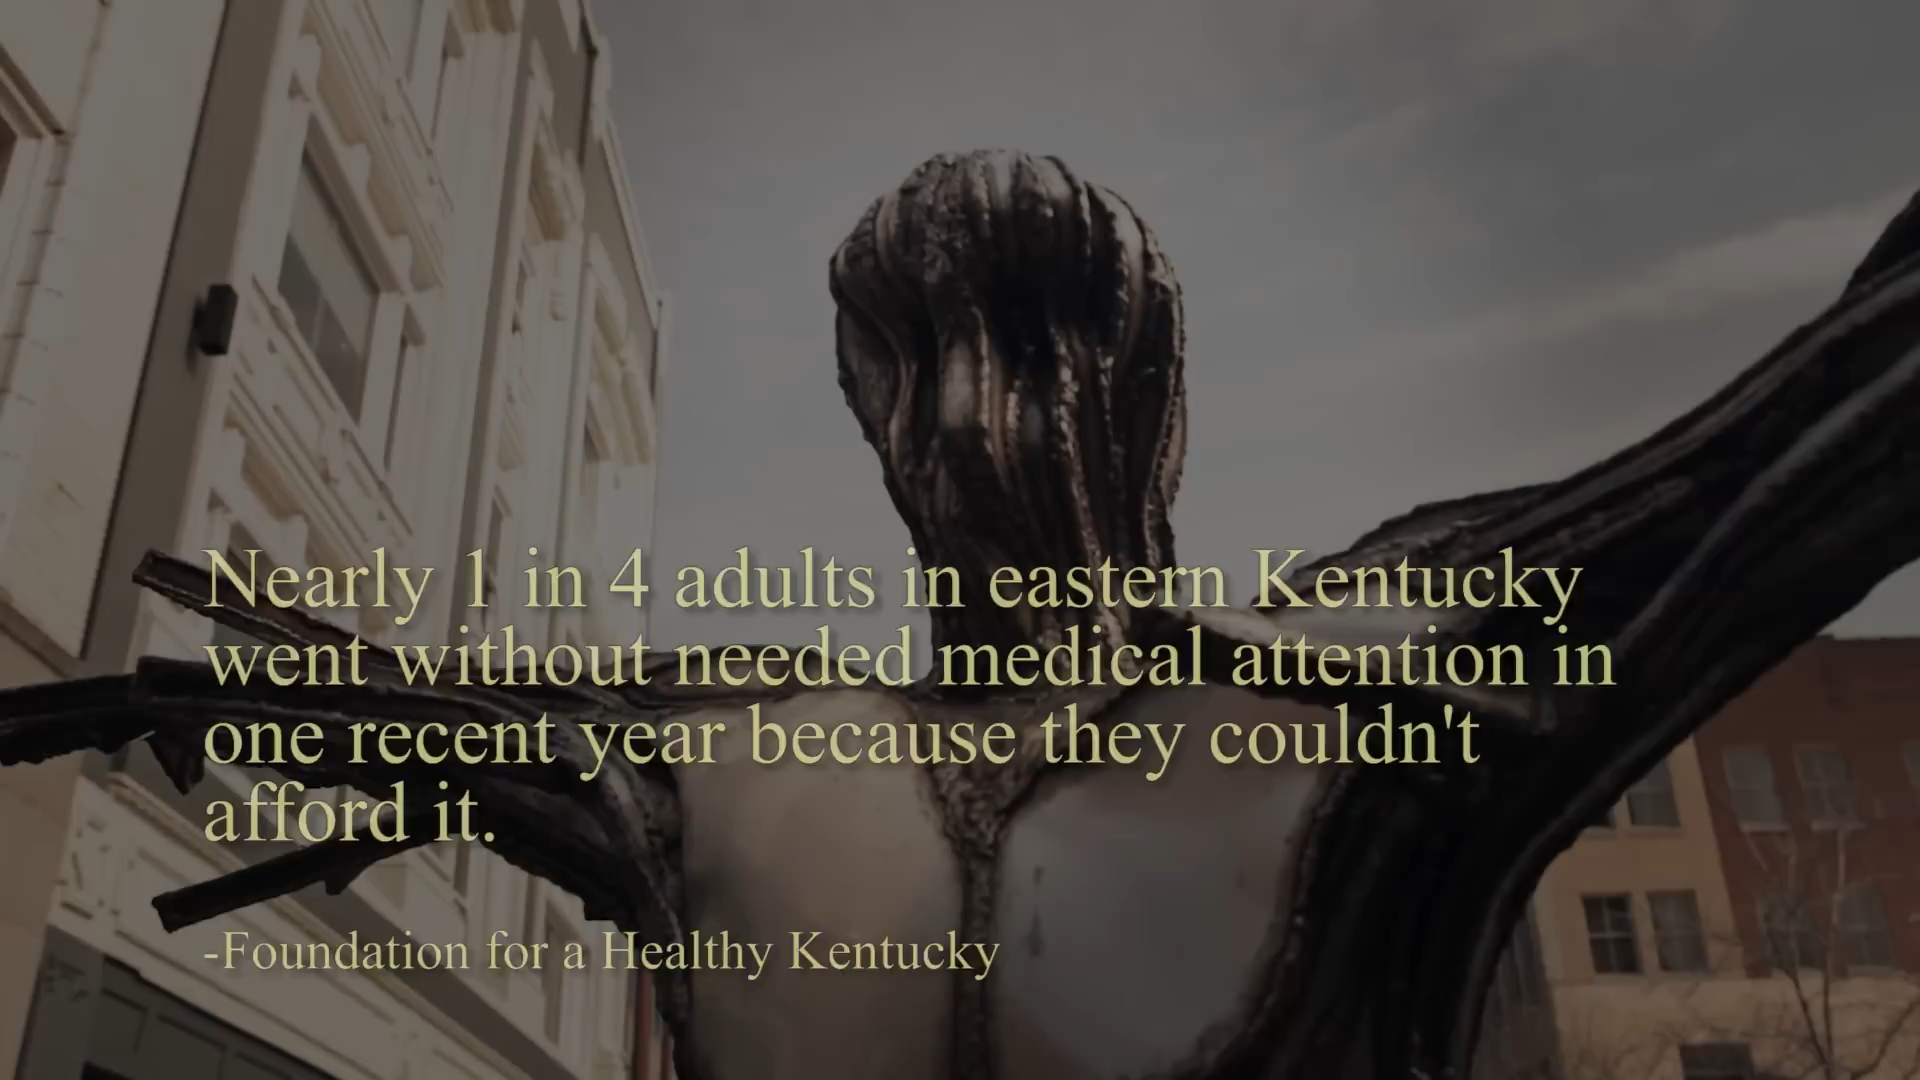 Nearly 1 in 4 adults in eastern Kentucky
went without needed medical attention in
one recent year because they couldn't
afford it.
-Foundation for a Healthy Kentucky